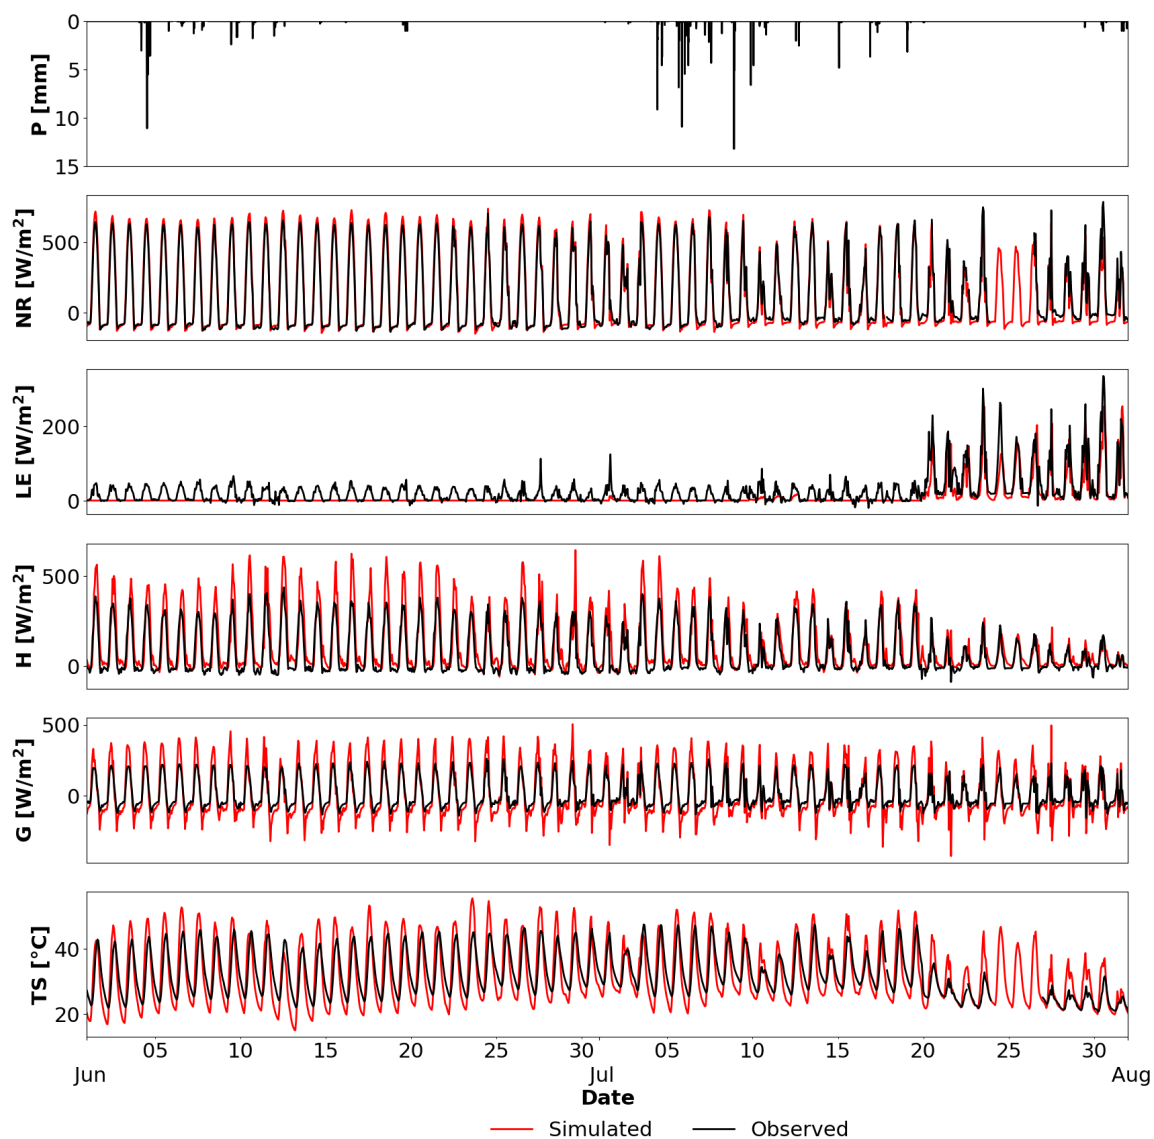 0
5
10
15
P [mm]
500
0
NR [W/m²]
200
0
LE [W/m²]
500
0
H [W/m²]
500
0
G [W/m²]
40
20
TS [°C]
05 10 15 20 25 30 05 10 15 20 25 30
Jun Jul Aug
Date
Simulated Observed